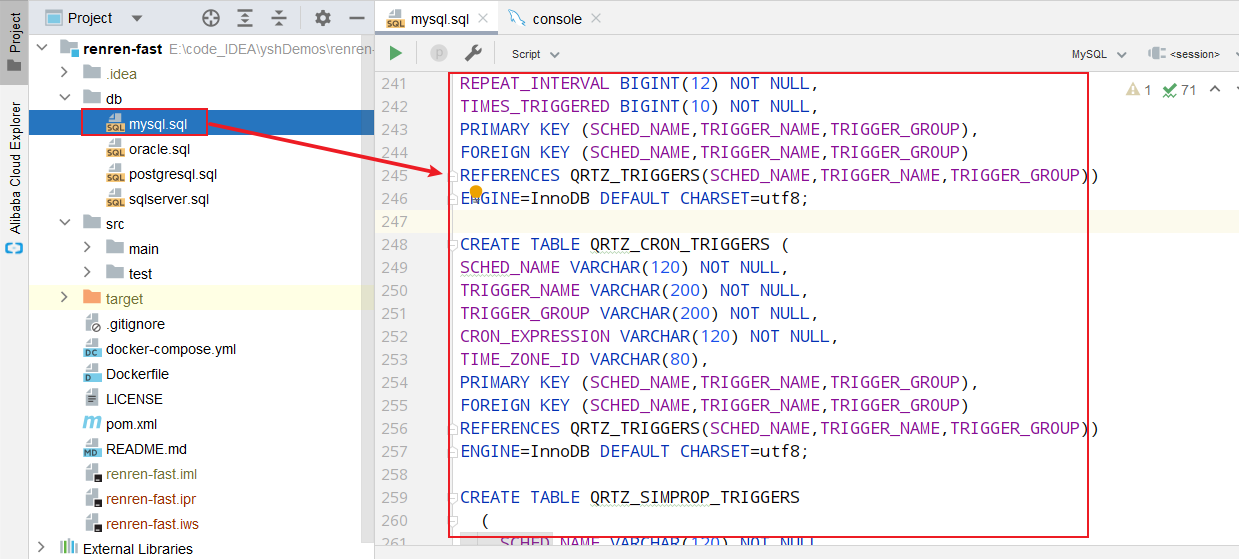 Project
Alibaba Cloud Explorer
Project
renren-fast E:\code_IDEA\yshDemos\renren-
.idea
db
mysql.sql
oracle.sql
postgresql.sql
sqlserver.sql
src
main
test
target
.gitignore
docker-compose.yml
Dockerfile
LICENSE
pom.xml
README.md
renren-fast.iml
renren-fast.ipr
renren-fast.iws
External Libraries
mysql.sql
console
Script
MySQL
<session>
1 71
241 REPEAT_INTERVAL BIGINT(12) NOT NULL,
242 TIMES_TRIGGERED BIGINT(10) NOT NULL,
243 PRIMARY KEY (SCHED_NAME,TRIGGER_NAME,TRIGGER_GROUP),
244 FOREIGN KEY (SCHED_NAME,TRIGGER_NAME,TRIGGER_GROUP)
245 REFERENCES QRTZ_TRIGGERS(SCHED_NAME,TRIGGER_NAME,TRIGGER_GROUP))
246 ENGINE=InnoDB DEFAULT CHARSET=utf8;
247
248 CREATE TABLE QRTZ_CRON_TRIGGERS (
249 SCHED_NAME VARCHAR(120) NOT NULL,
250 TRIGGER_NAME VARCHAR(200) NOT NULL,
251 TRIGGER_GROUP VARCHAR(200) NOT NULL,
252 CRON_EXPRESSION VARCHAR(120) NOT NULL,
253 TIME_ZONE_ID VARCHAR(80),
254 PRIMARY KEY (SCHED_NAME,TRIGGER_NAME,TRIGGER_GROUP),
255 FOREIGN KEY (SCHED_NAME,TRIGGER_NAME,TRIGGER_GROUP)
256 REFERENCES QRTZ_TRIGGERS(SCHED_NAME,TRIGGER_NAME,TRIGGER_GROUP))
257 ENGINE=InnoDB DEFAULT CHARSET=utf8;
258
259 CREATE TABLE QRTZ_SIMPROP_TRIGGERS
260 (
261 SCHED_NAME VARCHAR(120) NOT NULL